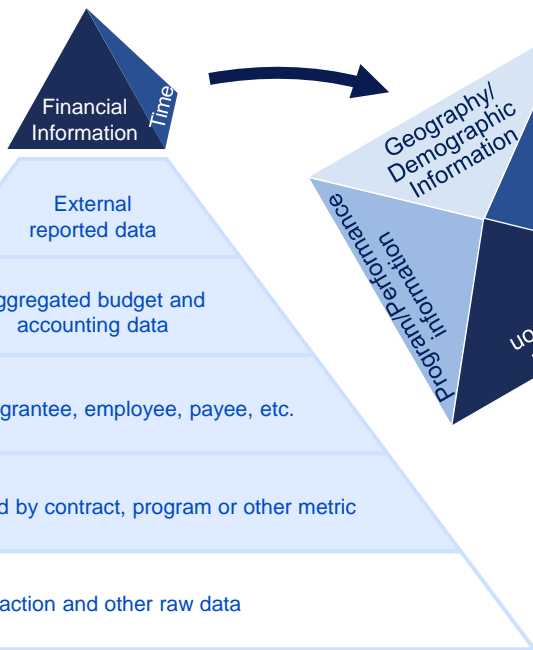 Financial
Information
Time
External
reported data
ggregated budget and
accounting data
grantee, employee, payee, etc.
d by contract, program or other metric
action and other raw data
Geography/
Demographic
Information
Program/Performance
information
on